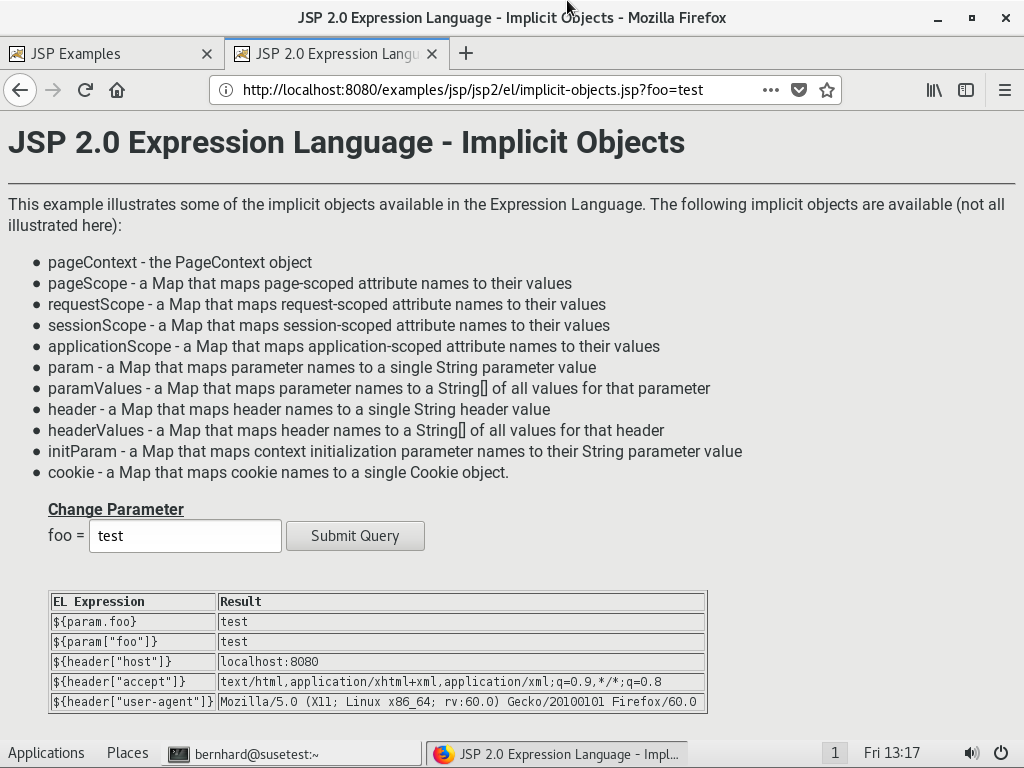 JSP 2.0 Expression Language - Implicit Objects - Mozilla Firefox
JSP Examples
JSP 2.0 Expression Langu
http://localhost:8080/examples/jsp/jsp2/el/implicit-objects.jsp?foo=test
JSP 2.0 Expression Language - Implicit Objects
This example illustrates some of the implicit objects available in the Expression Language. The following implicit objects are available (not all
illustrated here):
pageContext - the PageContext object
pageScope - a Map that maps page-scoped attribute names to their values
requestScope - a Map that maps request-scoped attribute names to their values
sessionScope - a Map that maps session-scoped attribute names to their values
applicationScope - a Map that maps application-scoped attribute names to their values
param - a Map that maps parameter names to a single String parameter value
paramValues - a Map that maps parameter names to a String[] of all values for that parameter
header - a Map that maps header names to a single String header value
headerValues - a Map that maps header names to a String[] of all values for that header
initParam - a Map that maps context initialization parameter names to their String parameter value
cookie - a Map that maps cookie names to a single Cookie object.
Change Parameter
foo = test Submit Query
EL Expression Result
${param.foo} test
${param["foo"]} test
${header["host"]} localhost:8080
${header["accept"]} text/html,application/xhtml+xml,application/xml;q=0.9,*/*;q=0.8
${header["user-agent"]} Mozilla/5.0 (X11; Linux x86_64; rv:60.0) Gecko/20100101 Firefox/60.0
Applications Places bernhard@susetest:~ JSP 2.0 Expression Language - Impl... 1 Fri 13:17